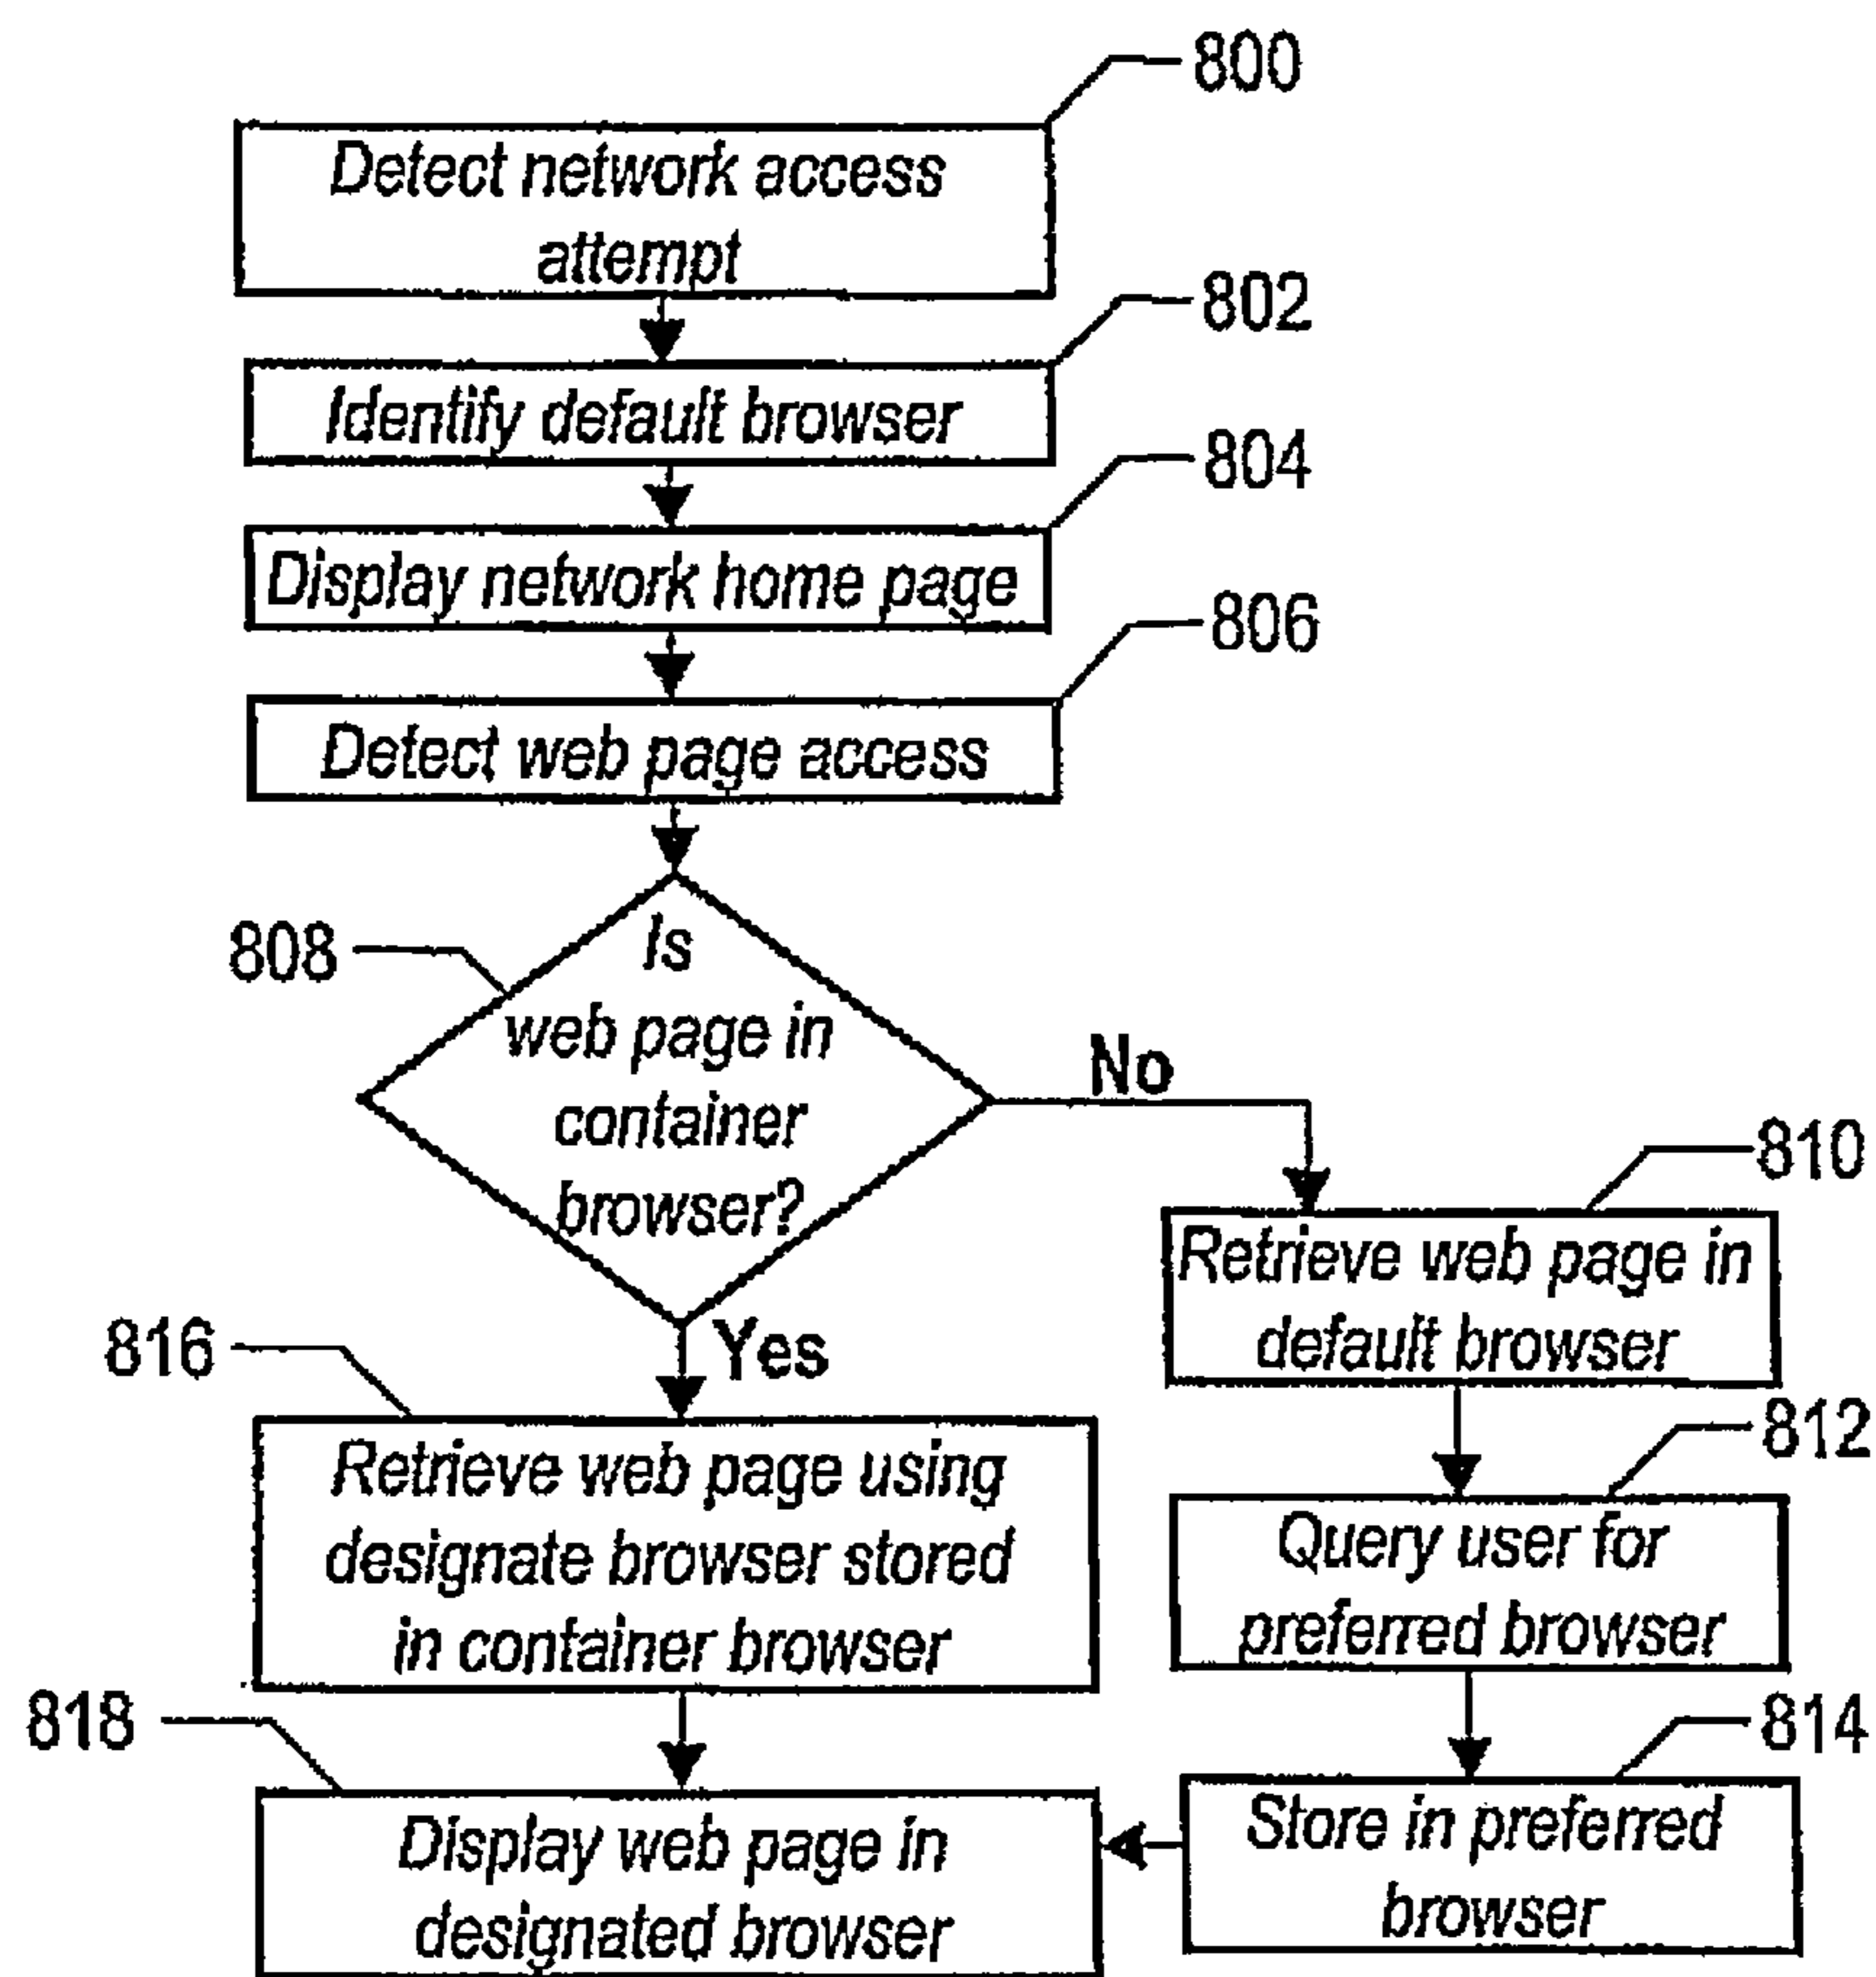 800
Detect network access
attempt
802
Identify default browser
804
Display network home page
806
Detect web page access
808
Is
web page in
container
browser?
No
810
Retrieve web page in
default browser
812
Query user for
preferred browser
814
Store in preferred
browser
Yes
816
Retrieve web page using
designate browser stored
in container browser
818
Display web page in
designated browser